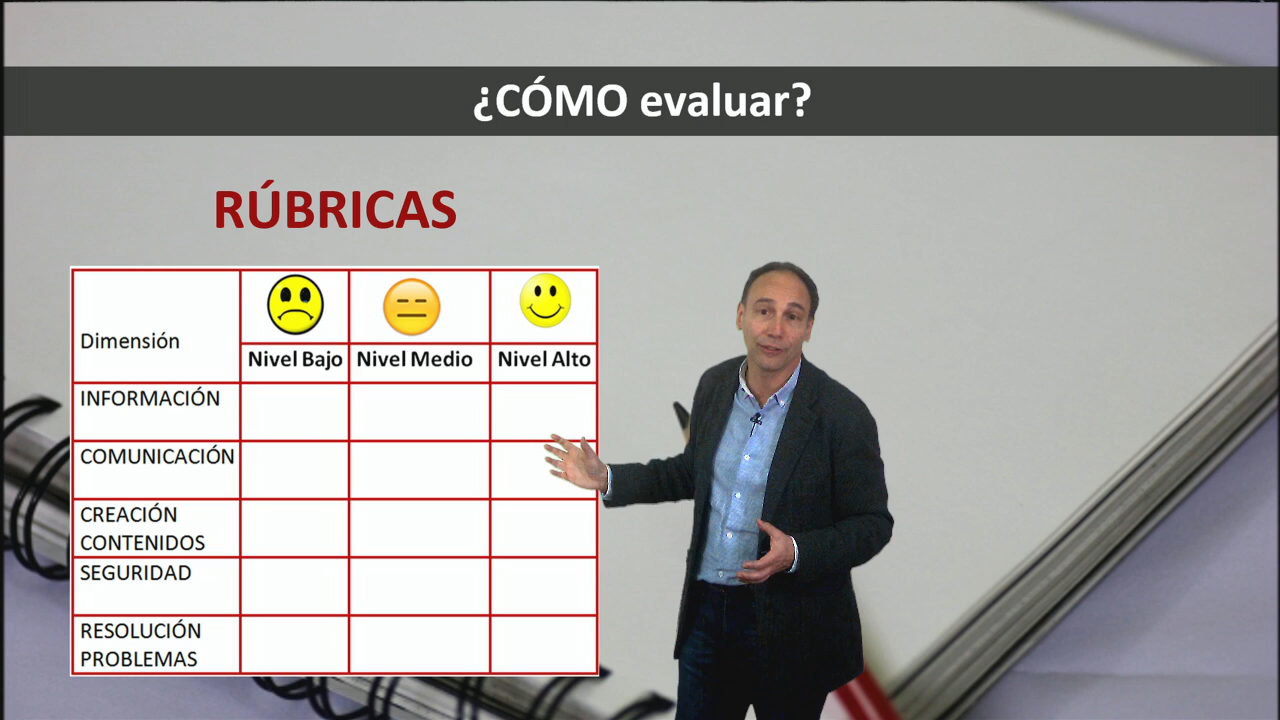 ¿CÓMO evaluar?
RÚBRICAS
Dimensión
Nivel Bajo Nivel Medio Nivel Alto
INFORMACIÓN
COMUNICACIÓN
CREACIÓN
CONTENIDOS
SEGURIDAD
RESOLUCIÓN
PROBLEMAS